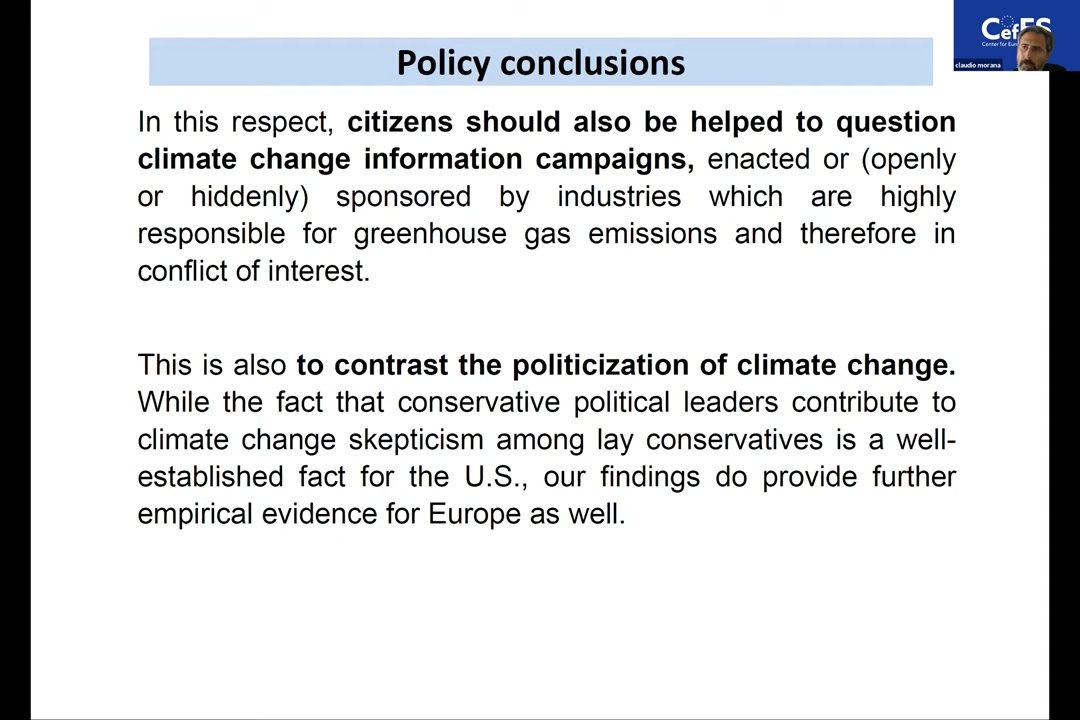 Policy conclusions
In this respect, citizens should also be helped to question
climate change information campaigns, enacted or (openly
or hiddenly) sponsored by industries which are highly
responsible for greenhouse gas emissions and therefore in
conflict of interest.
This is also to contrast the politicization of climate change.
While the fact that conservative political leaders contribute to
climate change skepticism among lay conservatives is a well-
established fact for the U.S., our findings do provide further
empirical evidence for Europe as well.
CefES
Center for Eur
claudio morana